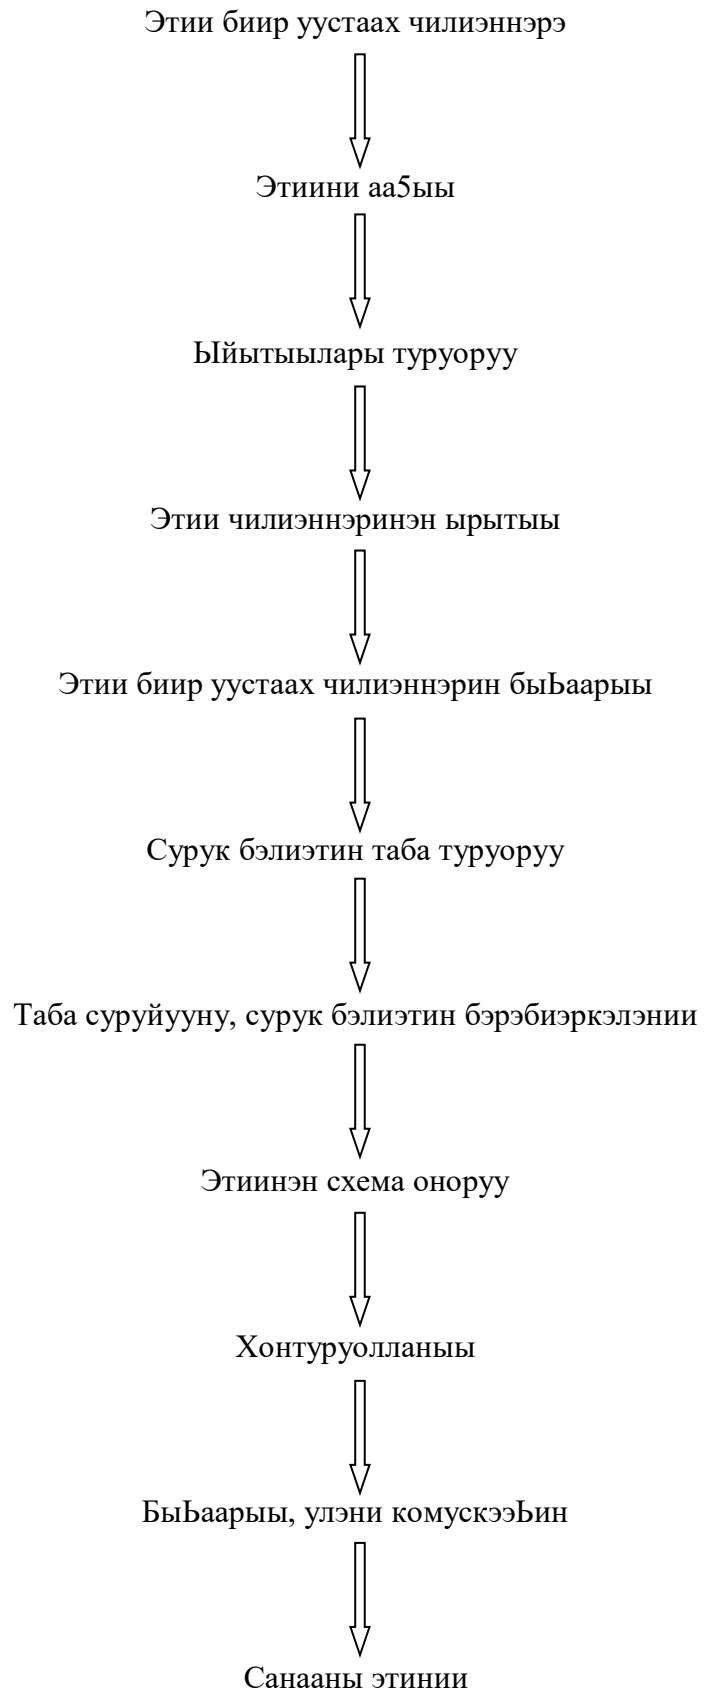 Этии биир уустаах чилиэннэрэ
Этиини аа5ыы
Ыйытыылары туруоруу
Этии чилиэннэринэн ырытыы
Этии биир уустаах чилиэннэрин быЬаарыы
Сурук бэлиэтин таба туруоруу
Таба суруйууну, сурук бэлиэтин бэрэбиэркэлэнии
Этиинэн схема оноруу
Хонтуруолланыы
БыЬаарыы, улэни комускээЬин
Санааны этинии